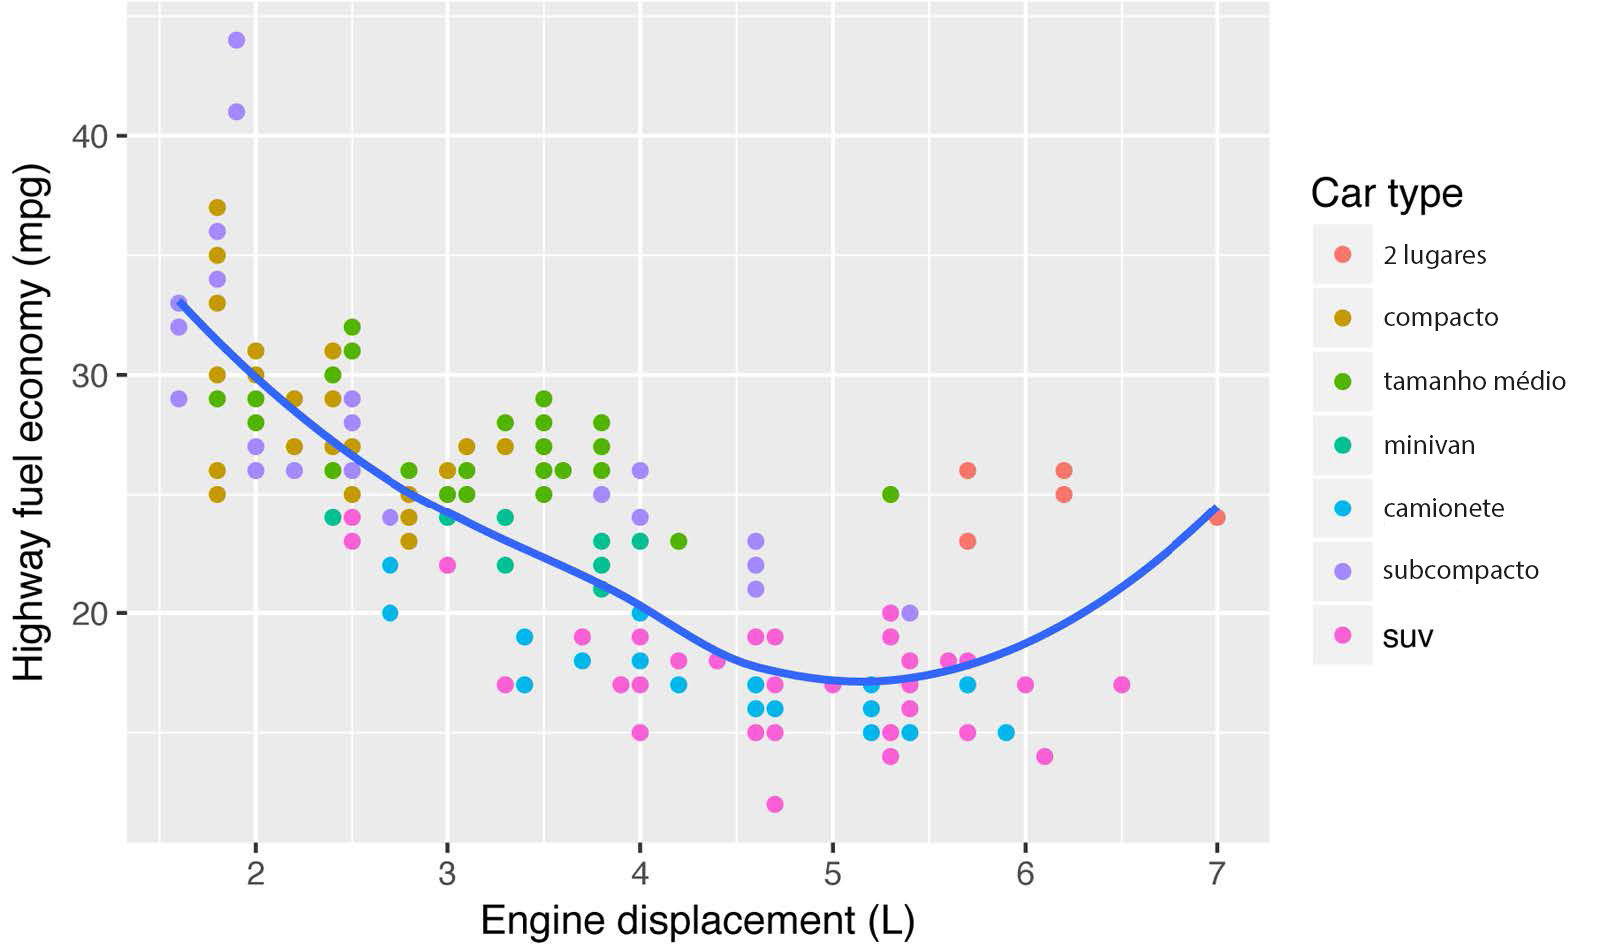 Highway fuel economy (mpg)
40
30
20
2 3 4 5 6 7
Engine displacement (L)
Car type
2 lugares
compacto
tamanho médio
minivan
camionete
subcompacto
suv